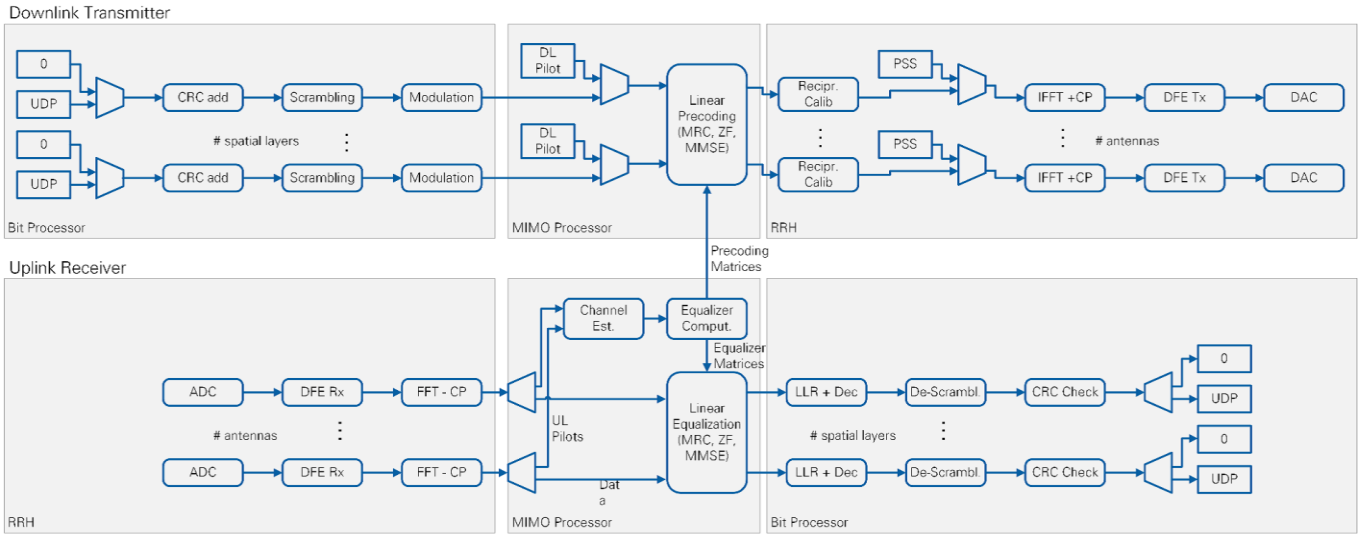 Downlink Transmitter
0
UDP
CRC add
Scrambling
Modulation
# spatial layers
0
UDP
CRC add
Scrambling
Modulation
Bit Processor
DL
Pilot
DL
Pilot
Linear
Precoding
(MRC, ZF,
MMSE)
MIMO Processor
Recipr.
Calib
PSS
IFFT +CP
DFE Tx
DAC
# antennas
Recipr.
Calib
PSS
IFFT +CP
DFE Tx
DAC
RRH
Precoding
Matrices
Uplink Receiver
ADC
DFE Rx
FFT - CP
# antennas
ADC
DFE Rx
FFT - CP
RRH
Channel
Est.
Equalizer
Comput.
Equalizer
Matrices
UL
Pilots
Dat
a
Linear
Equalization
(MRC, ZF,
MMSE)
MIMO Processor
LLR + Dec
De-Scrambl.
CRC Check
0
UDP
# spatial layers
LLR + Dec
De-Scrambl.
CRC Check
0
UDP
Bit Processor